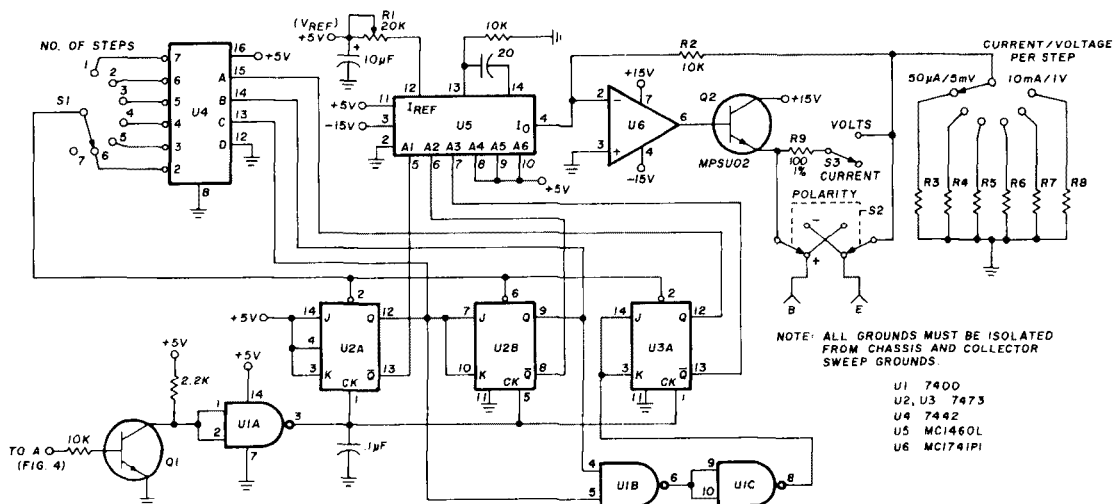 NO. OF STEPS
1
2
3
4
5
6
7
S1
7
6
5
4
3
2
U4
16
+5V
A
15
B
14
C
13
D
12
8
(VREF)
+5V
R1
20K
10µF
10K
20
12
13
14
+5V
11
IREF
-15V
3
2
U5
IO
4
A1
A2
A3
A4
A5
A6
5
6
7
8
9
10
+5V
R2
10K
+15V
2
-
7
U6
6
3
+
4
-15V
Q2
+15V
MPSU02
R9
100
1%
VOLTS
S3
CURRENT
POLARITY
S2
-
+
B
E
CURRENT/VOLTAGE
PER STEP
50µA/5mV
10mA/1V
R3
R4
R5
R6
R7
R8
NOTE: ALL GROUNDS MUST BE ISOLATED
FROM CHASSIS AND COLLECTOR
SWEEP GROUNDS.
U1 7400
U2, U3 7473
U4 7442
U5 MC1460L
U6 MC1741P1
+5V
14
J
2
Q
12
4
U2A
3
K
Q
13
CK
1
7
J
6
Q
9
U2B
10
K
Q
8
CK
11
5
14
J
2
Q
12
U3A
3
K
Q
13
CK
11
1
+5V
2.2K
14
1
2
U1A
3
7
.1µF
TO A
(FIG. 4)
10K
Q1
4
5
U1B
6
9
10
U1C
8